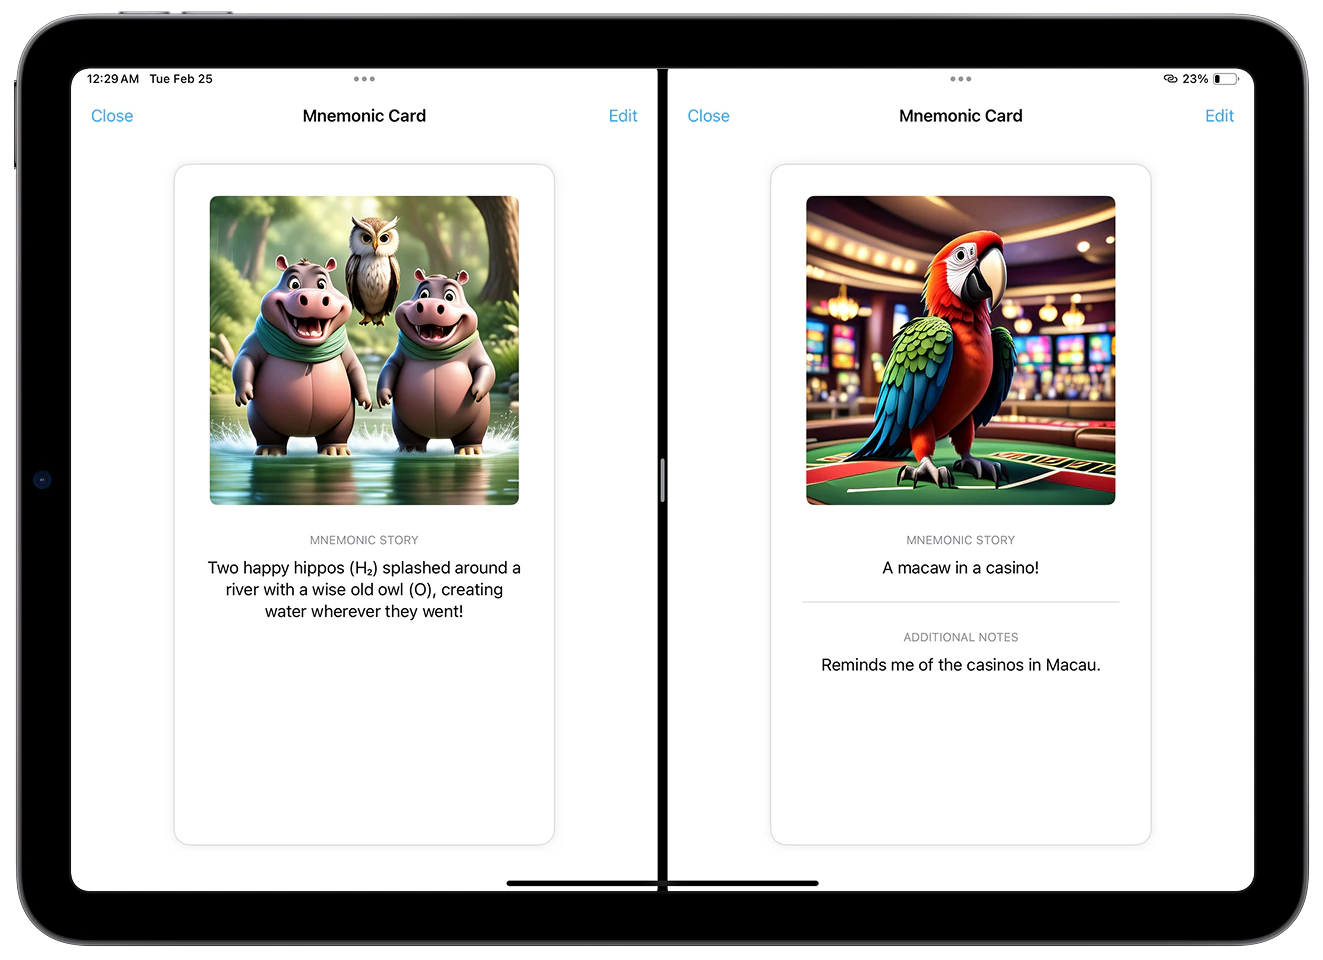 12:29 AM Tue Feb 25
23%
Close
Mnemonic Card
Edit
MNEMONIC STORY
Two happy hippos (H₂) splashed around a
river with a wise old owl (O), creating
water wherever they went!
Close
Mnemonic Card
Edit
MNEMONIC STORY
A macaw in a casino!
ADDITIONAL NOTES
Reminds me of the casinos in Macau.